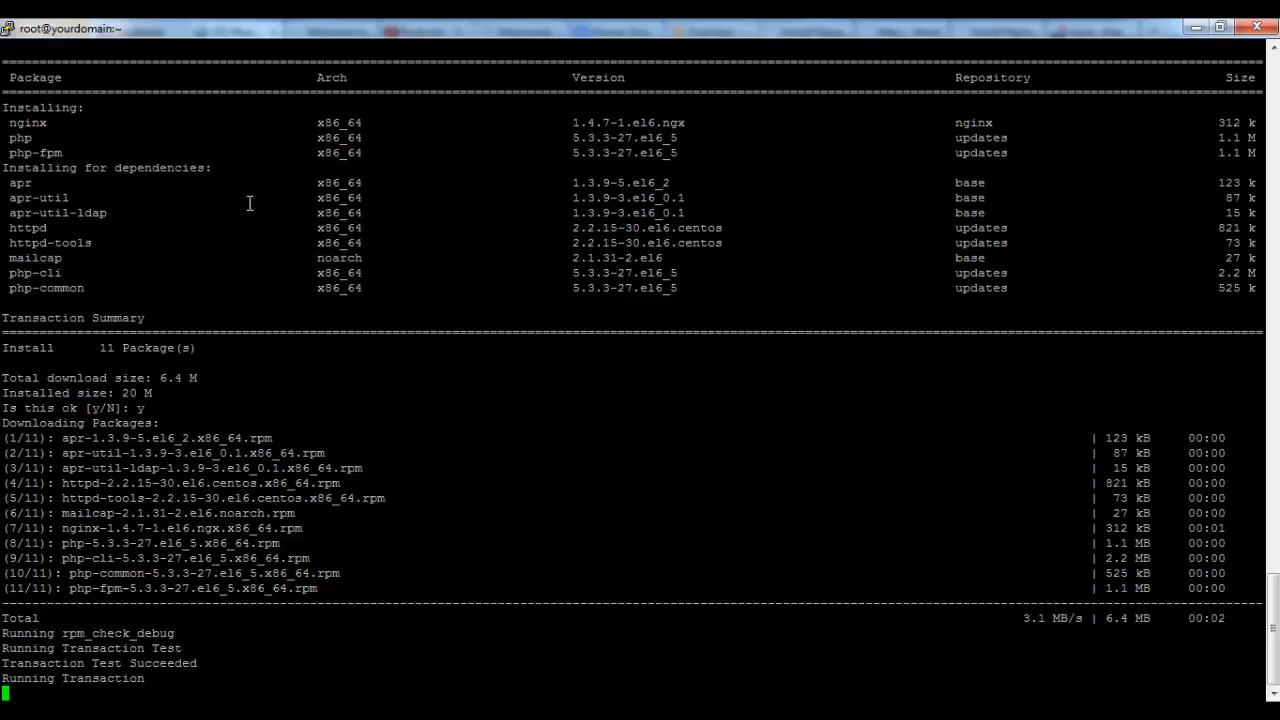 root@yourdomain:~
Package Arch Version Repository Size
Installing:
nginx x86_64 1.4.7-1.el6.ngx nginx 312 k
php x86_64 5.3.3-27.el6_5 updates 1.1 M
php-fpm x86_64 5.3.3-27.el6_5 updates 1.1 M
Installing for dependencies:
apr x86_64 1.3.9-5.el6_2 base 123 k
apr-util x86_64 1.3.9-3.el6_0.1 base 87 k
apr-util-ldap x86_64 1.3.9-3.el6_0.1 base 15 k
httpd x86_64 2.2.15-30.el6.centos updates 821 k
httpd-tools x86_64 2.2.15-30.el6.centos updates 73 k
mailcap noarch 2.1.31-2.el6 base 27 k
php-cli x86_64 5.3.3-27.el6_5 updates 2.2 M
php-common x86_64 5.3.3-27.el6_5 updates 525 k
Transaction Summary
Install 11 Package(s)
Total download size: 6.4 M
Installed size: 20 M
Is this ok [y/N]: y
Downloading Packages:
(1/11): apr-1.3.9-5.el6_2.x86_64.rpm | 123 kB 00:00
(2/11): apr-util-1.3.9-3.el6_0.1.x86_64.rpm | 87 kB 00:00
(3/11): apr-util-ldap-1.3.9-3.el6_0.1.x86_64.rpm | 15 kB 00:00
(4/11): httpd-2.2.15-30.el6.centos.x86_64.rpm | 821 kB 00:00
(5/11): httpd-tools-2.2.15-30.el6.centos.x86_64.rpm | 73 kB 00:00
(6/11): mailcap-2.1.31-2.el6.noarch.rpm | 27 kB 00:00
(7/11): nginx-1.4.7-1.el6.ngx.x86_64.rpm | 312 kB 00:01
(8/11): php-5.3.3-27.el6_5.x86_64.rpm | 1.1 MB 00:00
(9/11): php-cli-5.3.3-27.el6_5.x86_64.rpm | 2.2 MB 00:00
(10/11): php-common-5.3.3-27.el6_5.x86_64.rpm | 525 kB 00:00
(11/11): php-fpm-5.3.3-27.el6_5.x86_64.rpm | 1.1 MB 00:00
Total 3.1 MB/s | 6.4 MB 00:02
Running rpm_check_debug
Running Transaction Test
Transaction Test Succeeded
Running Transaction